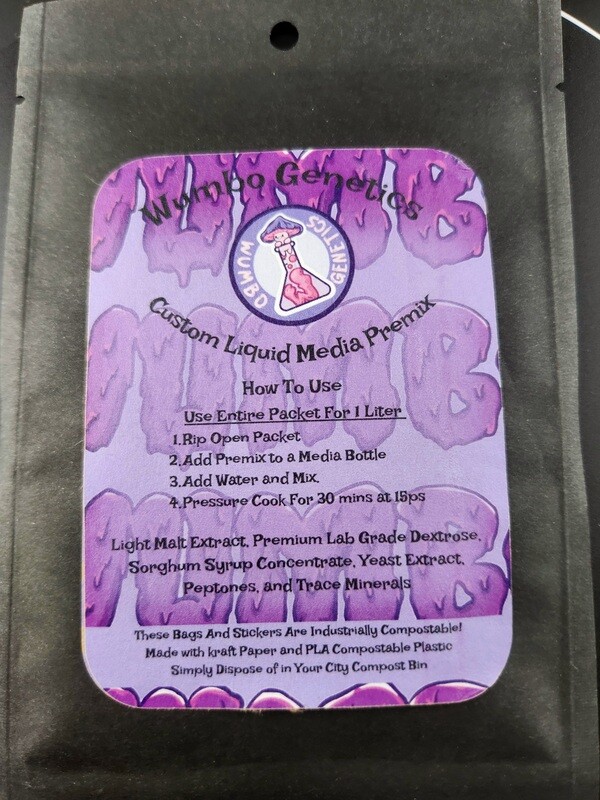 Wumbo Genetics
WUMBO GENETICS
Custom Liquid Media Premix
How To Use
Use Entire Packet For 1 Liter
1.Rip Open Packet
2.Add Premix to a Media Bottle
3.Add Water and Mix.
4.Pressure Cook For 30 mins at 15ps
Light Malt Extract, Premium Lab Grade Dextrose,
Sorghum Syrup Concentrate, Yeast Extract,
Peptones, and Trace Minerals
These Bags And Stickers Are Industrially Compostable!
Made with kraft Paper and PLA Compostable Plastic
Simply Dispose of in Your City Compost Bin